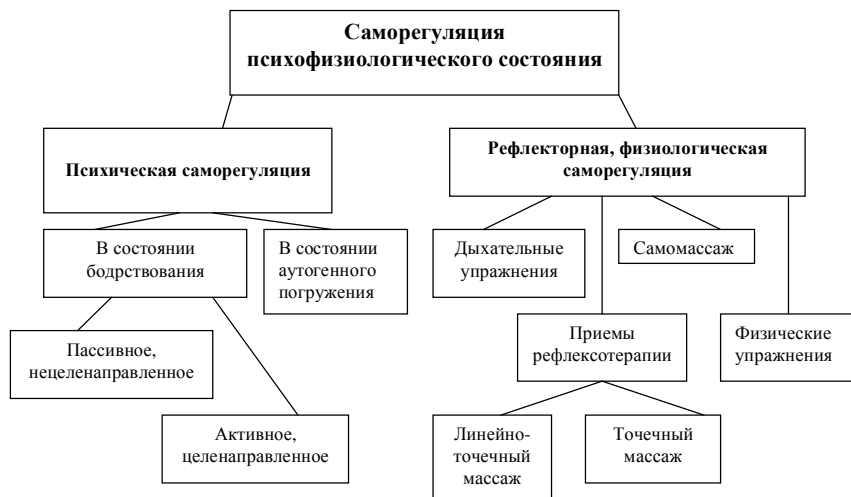 Саморегуляция
психофизиологического состояния
Психическая саморегуляция
Рефлекторная, физиологическая
саморегуляция
В состоянии
бодрствования
В состоянии
аутогенного
погружения
Дыхательные
упражнения
Самомассаж
Пассивное,
нецеленаправленное
Приемы
рефлексотерапии
Физические
упражнения
Активное,
целенаправленное
Линейно-
точечный
массаж
Точечный
массаж